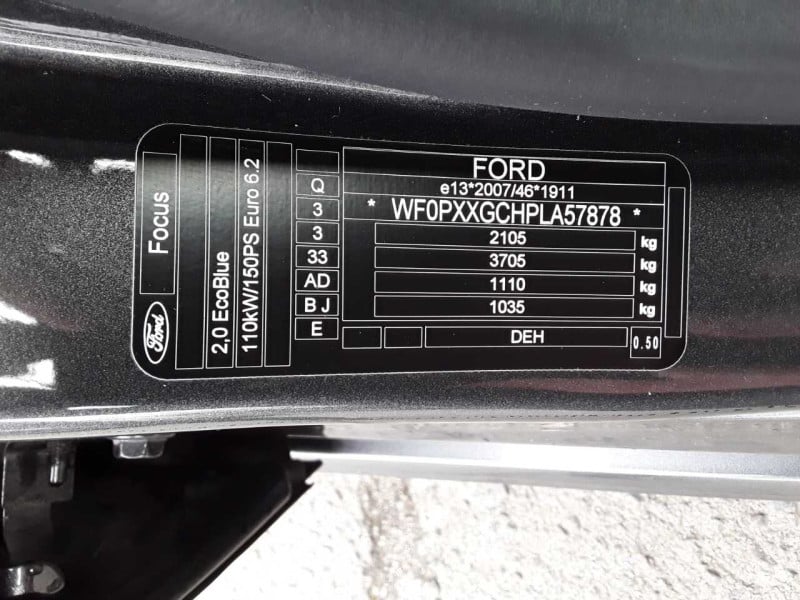 FORD
e13*2007/46*1911
* WF0PXXGCHPLA57878 *
2105 kg
3705 kg
1110 kg
1035 kg
DEH
0.50
Q
3
3
33
AD
B J
E
Focus
Ford
2,0 EcoBlue
110kW/150PS Euro 6.2